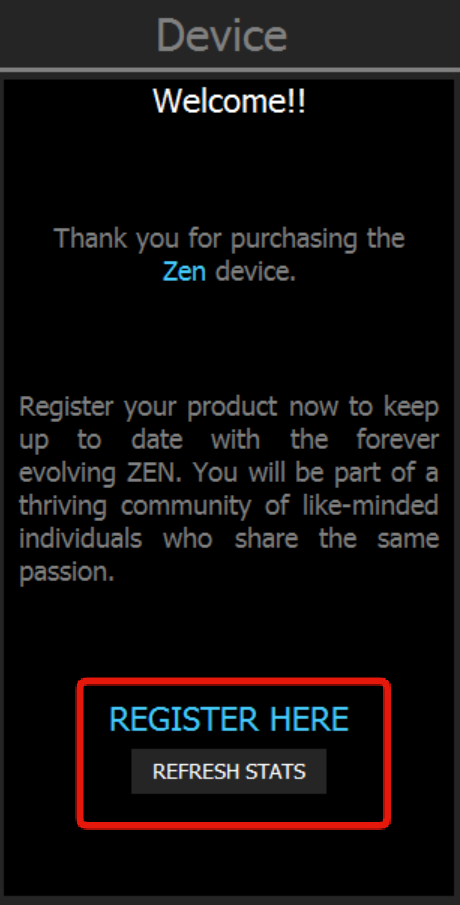 Device
Welcome!!
Thank you for purchasing the
Zen device.
Register your product now to keep
up to date with the forever
evolving ZEN. You will be part of a
thriving community of like-minded
individuals who share the same
passion.
REGISTER HERE
REFRESH STATS